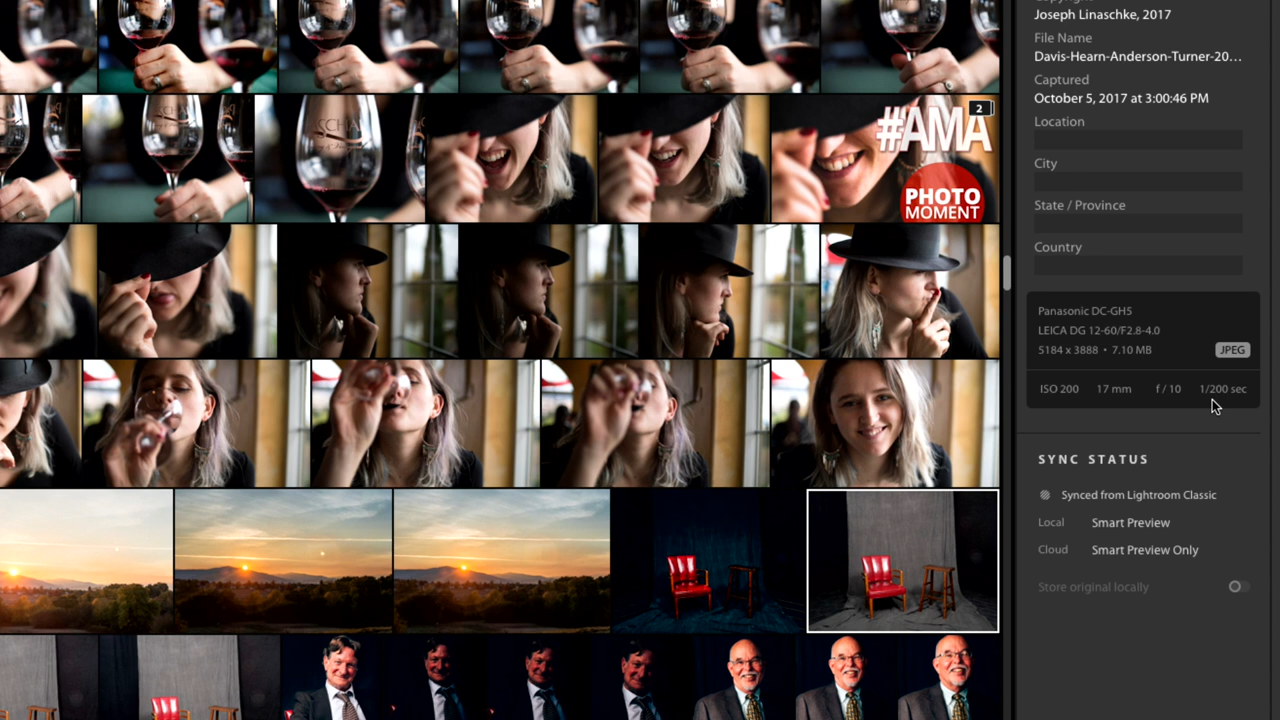 Joseph Linaschke, 2017
File Name
Davis-Hearn-Anderson-Turner-20...
Captured
October 5, 2017 at 3:00:46 PM
Location
City
State / Province
Country
Panasonic DC-GH5
LEICA DG 12-60/F2.8-4.0
5184 x 3888 • 7.10 MB
JPEG
ISO 200 17 mm f / 10 1/200 sec
SYNC STATUS
Synced from Lightroom Classic
Local Smart Preview
Cloud Smart Preview Only
Store original locally
2
#AMA
PHOTO
MOMENT